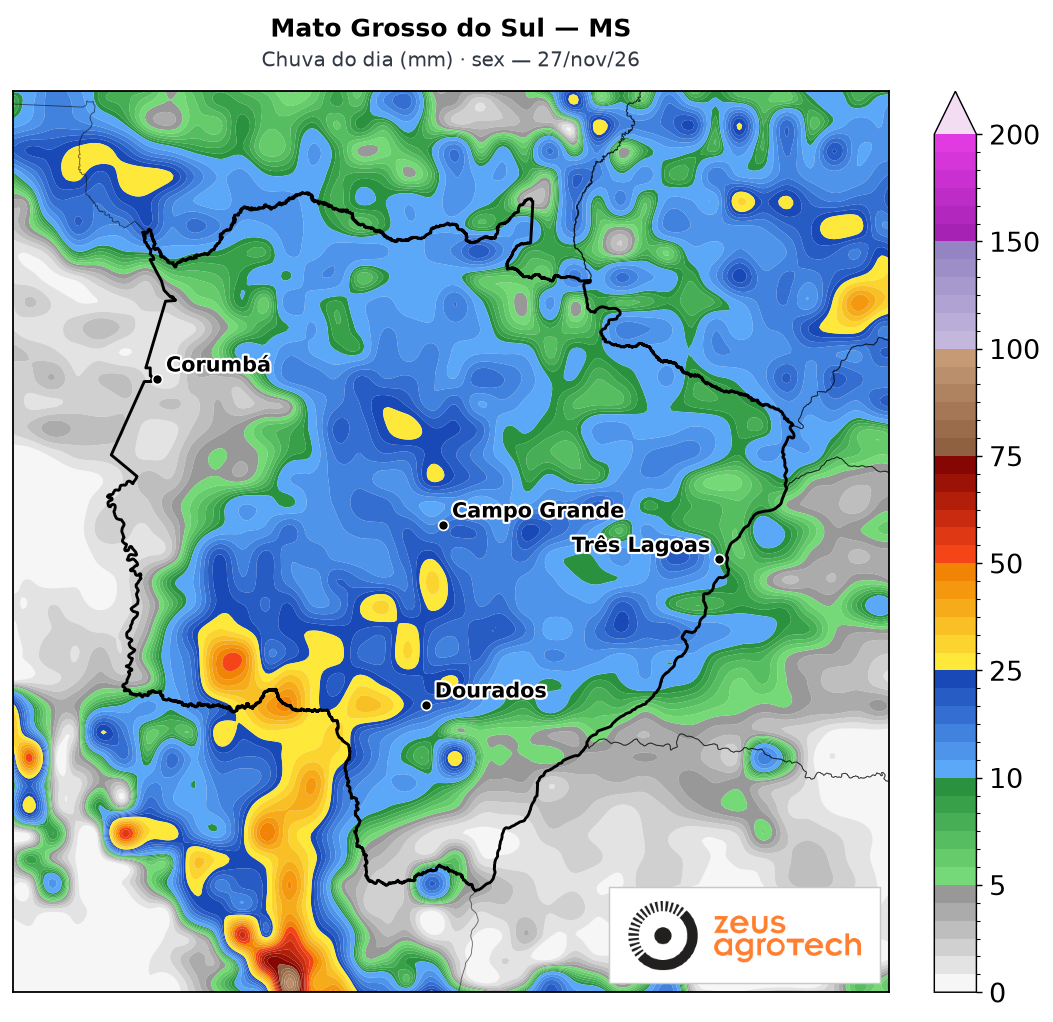 Mato Grosso do Sul — MS
Chuva do dia (mm) · sex — 27/nov/26
200
150
100
75
50
25
10
5
0
Corumbá
Campo Grande
Três Lagoas
Dourados
zeus
agrotech